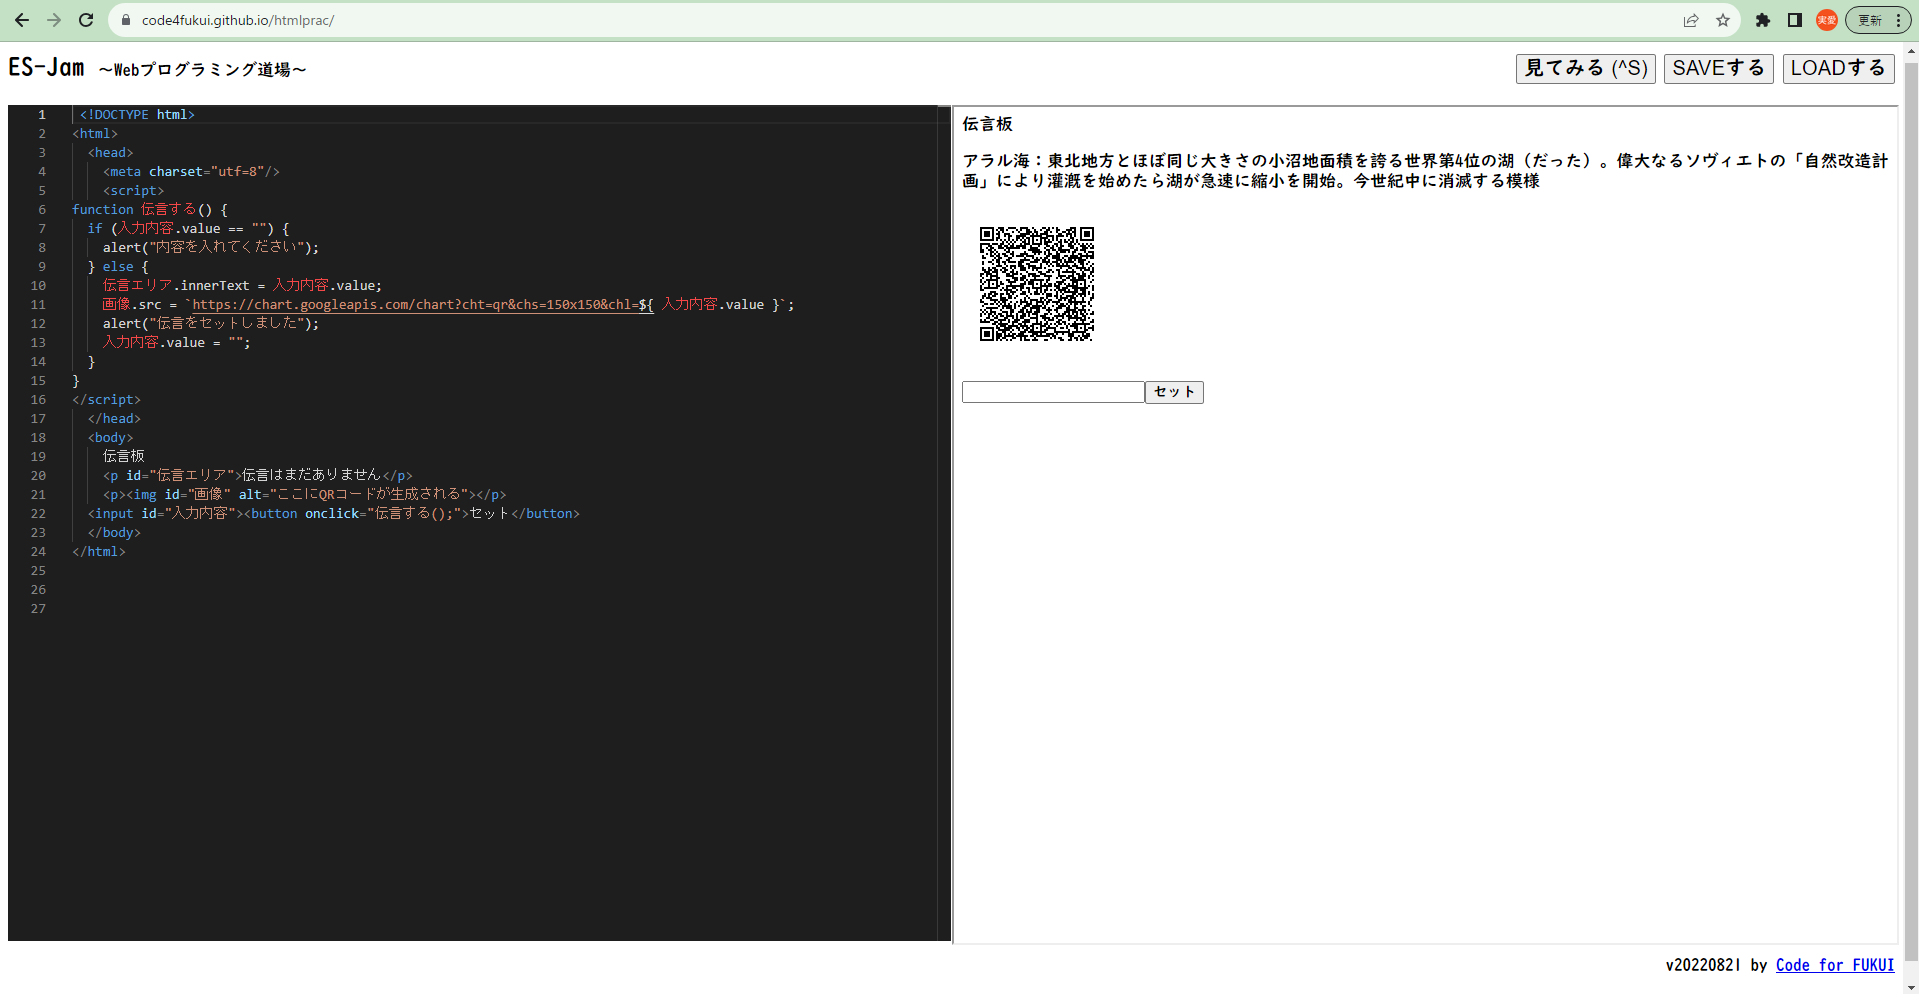 code4fukui.github.io/htmlprac/
実愛
更新
ES-Jam ～Webプログラミング道場～
見てみる (^S)
SAVEする
LOADする
1 <!DOCTYPE html>
2 <html>
3 <head>
4 <meta charset="utf=8"/>
5 <script>
6 function 伝言する() {
7 if (入力内容.value == "") {
8 alert("内容を入れてください");
9 } else {
10 伝言エリア.innerText = 入力内容.value;
11 画像.src = `https://chart.googleapis.com/chart?cht=qr&chs=150x150&chl=${ 入力内容.value }`;
12 alert("伝言をセットしました");
13 入力内容.value = "";
14 }
15 }
16 </script>
17 </head>
18 <body>
19 伝言板
20 <p id="伝言エリア">伝言はまだありません</p>
21 <p><img id="画像" alt="ここにQRコードが生成される"></p>
22 <input id="入力内容"><button onclick="伝言する();">セット</button>
23 </body>
24 </html>
25
26
27
伝言板
アラル海：東北地方とほぼ同じ大きさの小沼地面積を誇る世界第4位の湖（だった）。偉大なるソヴィエトの「自然改造計
画」により灌漑を始めたら湖が急速に縮小を開始。今世紀中に消滅する模様
セット
v20220821 by Code for FUKUI